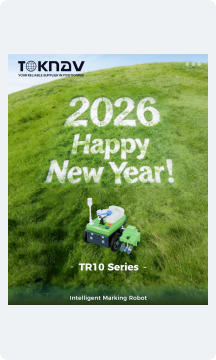 TOKNAV
YOUR RELIABLE SUPPLIER IN POSITIONING
2026
Happy
New Year!
- TR10 Series -
Intelligent Marking Robot